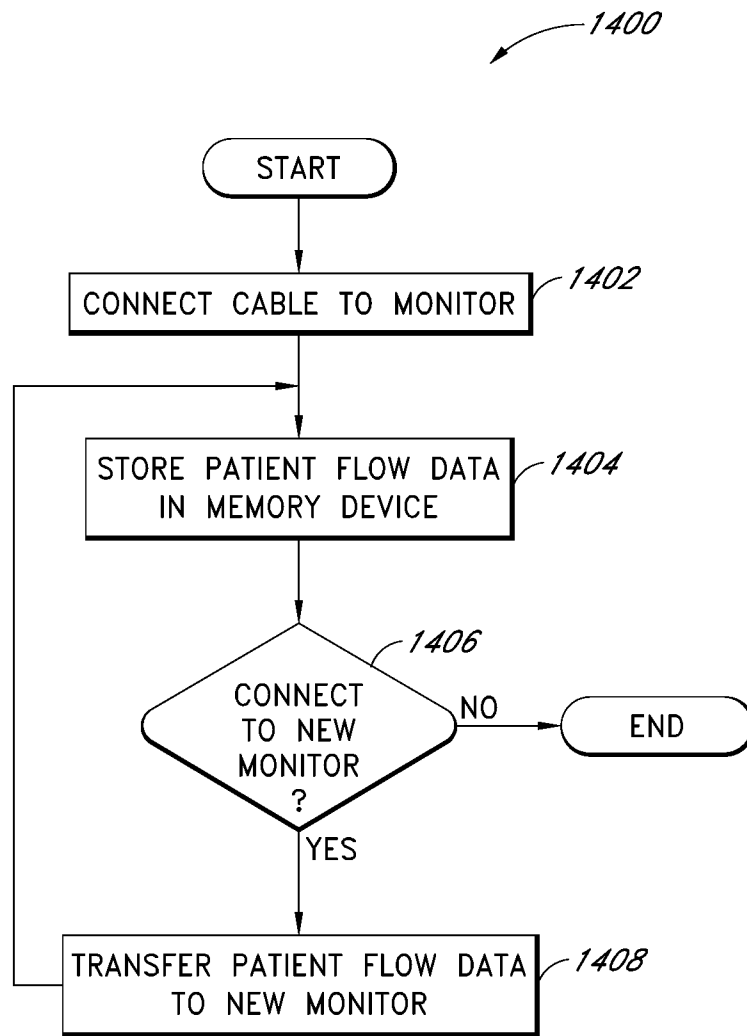 1400
START
CONNECT CABLE TO MONITOR
1402
STORE PATIENT FLOW DATA
IN MEMORY DEVICE
1404
CONNECT
TO NEW
MONITOR
?
1406
NO
END
YES
TRANSFER PATIENT FLOW DATA
TO NEW MONITOR
1408